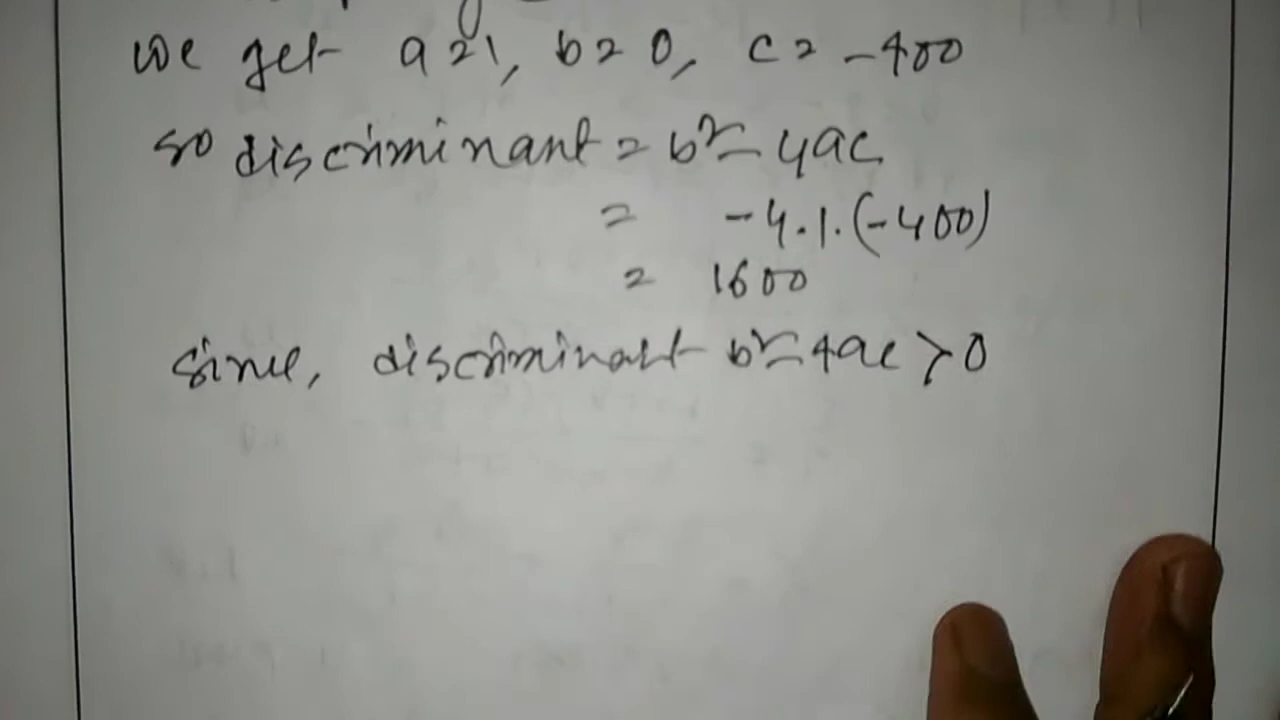 we get a = 1, b = 0, c = -400
so discriminant = b² - 4ac
= -4.1.(-400)
= 1600
since, discriminant b² - 4ac > 0